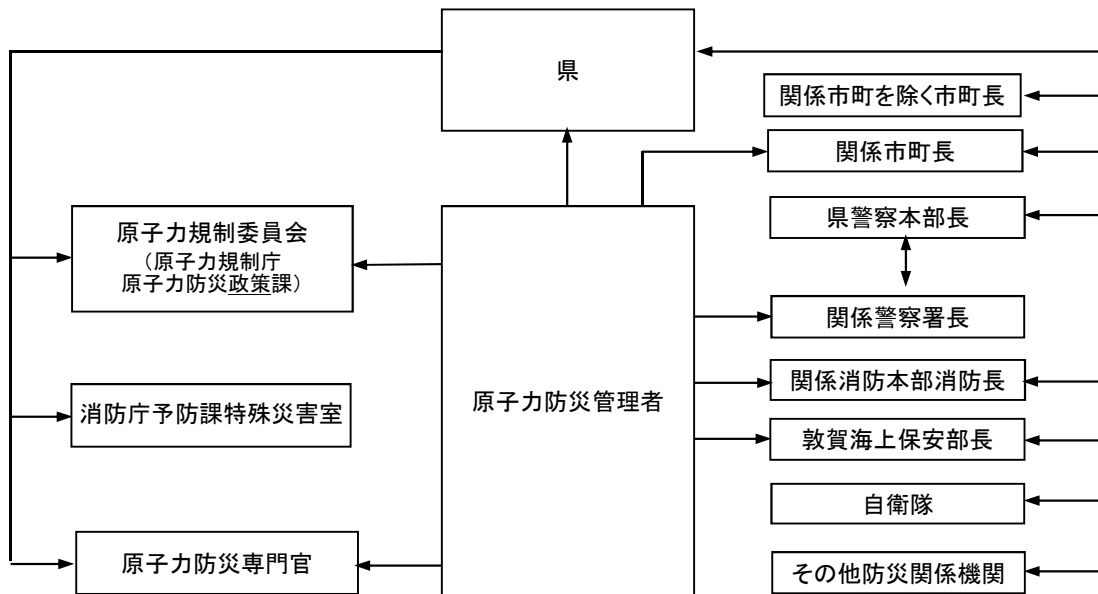 県
関係市町を除く市町長
関係市町長
県警察本部長
原子力規制委員会
（原子力規制庁
原子力防災政策課）
関係警察署長
関係消防本部消防長
消防庁予防課特殊災害室
原子力防災管理者
敦賀海上保安部長
自衛隊
原子力防災専門官
その他防災関係機関